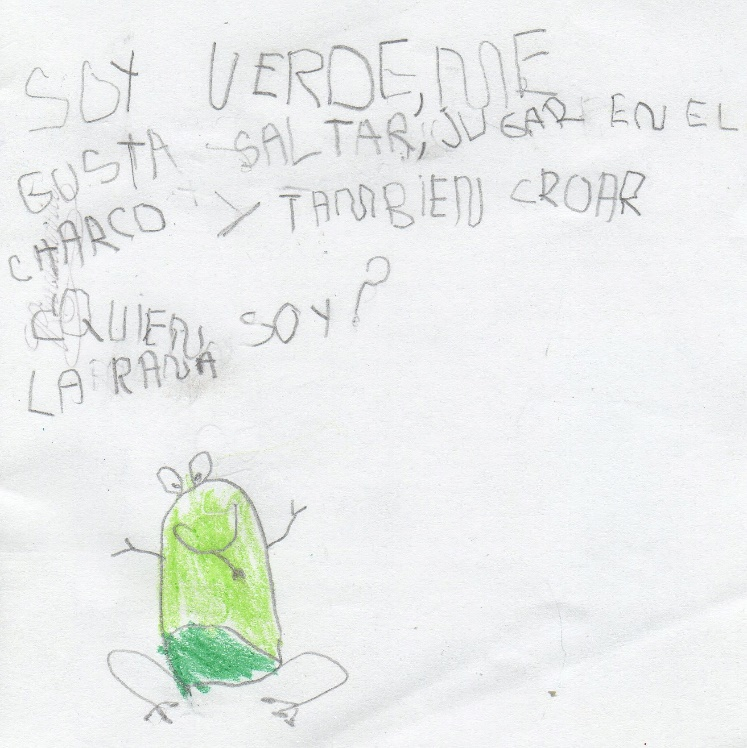 SOY VERDE, ME
GUSTA SALTAR, JUGAR EN EL
CHARCO Y TAMBIEN CROAR
¿QUIEN SOY?
LA RANA